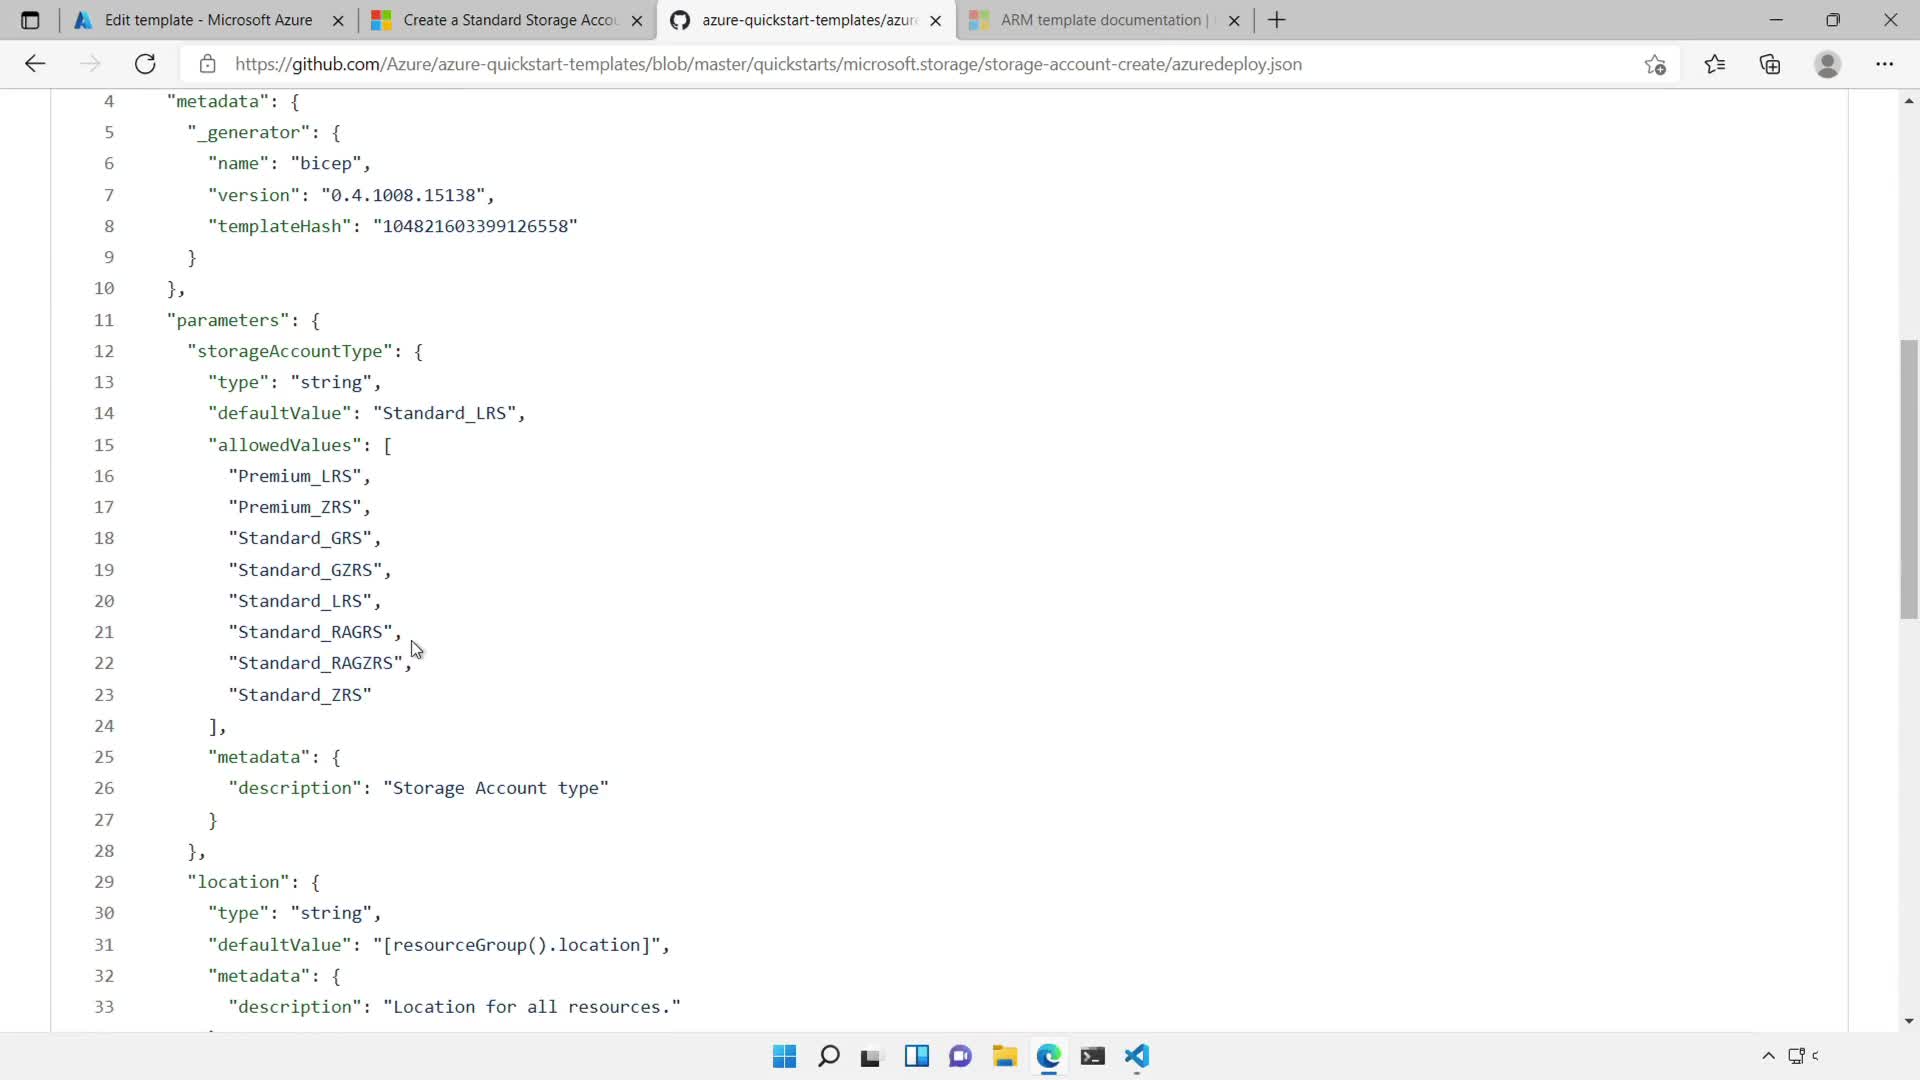 Edit template - Microsoft Azure
Create a Standard Storage Accou
azure-quickstart-templates/azure
ARM template documentation |
https://github.com/Azure/azure-quickstart-templates/blob/master/quickstarts/microsoft.storage/storage-account-create/azuredeploy.json
4 "metadata": {
5 "_generator": {
6 "name": "bicep",
7 "version": "0.4.1008.15138",
8 "templateHash": "104821603399126558"
9 }
10 },
11 "parameters": {
12 "storageAccountType": {
13 "type": "string",
14 "defaultValue": "Standard_LRS",
15 "allowedValues": [
16 "Premium_LRS",
17 "Premium_ZRS",
18 "Standard_GRS",
19 "Standard_GZRS",
20 "Standard_LRS",
21 "Standard_RAGRS",
22 "Standard_RAGZRS",
23 "Standard_ZRS"
24 ],
25 "metadata": {
26 "description": "Storage Account type"
27 }
28 },
29 "location": {
30 "type": "string",
31 "defaultValue": "[resourceGroup().location]",
32 "metadata": {
33 "description": "Location for all resources."